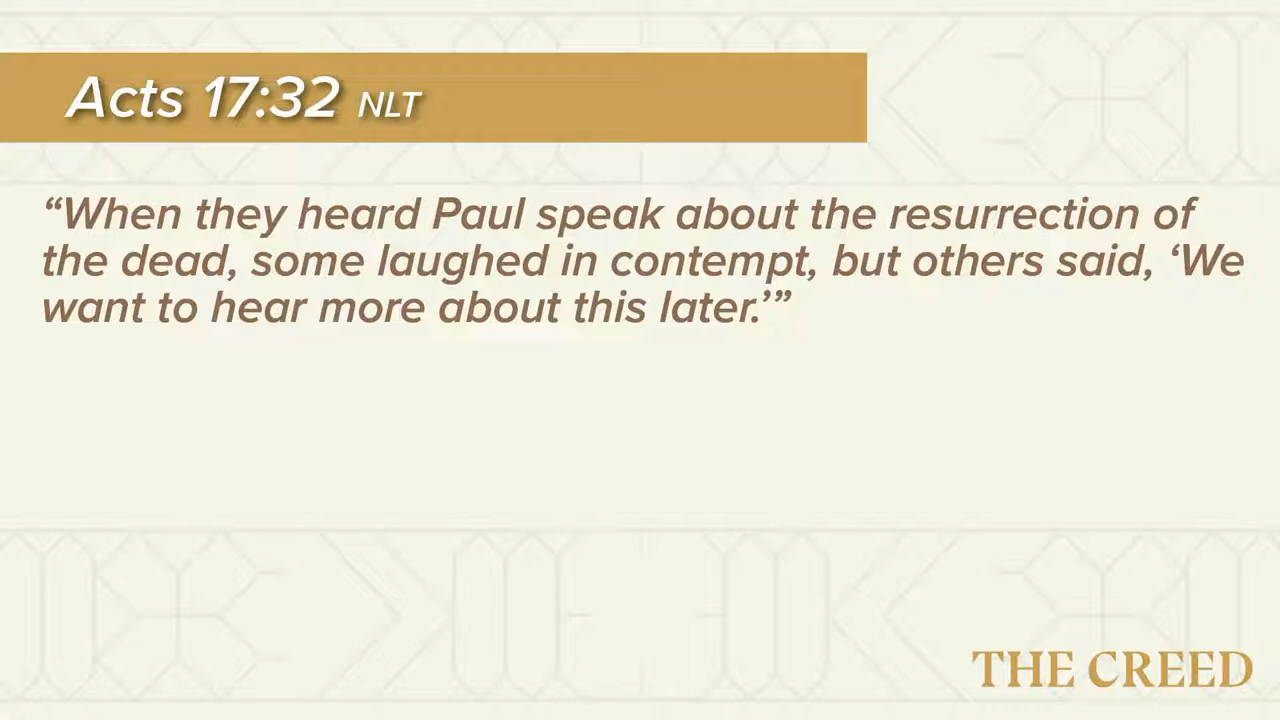 Acts 17:32 NLT
“When they heard Paul speak about the resurrection of
the dead, some laughed in contempt, but others said, ‘We
want to hear more about this later.’”
THE CREED